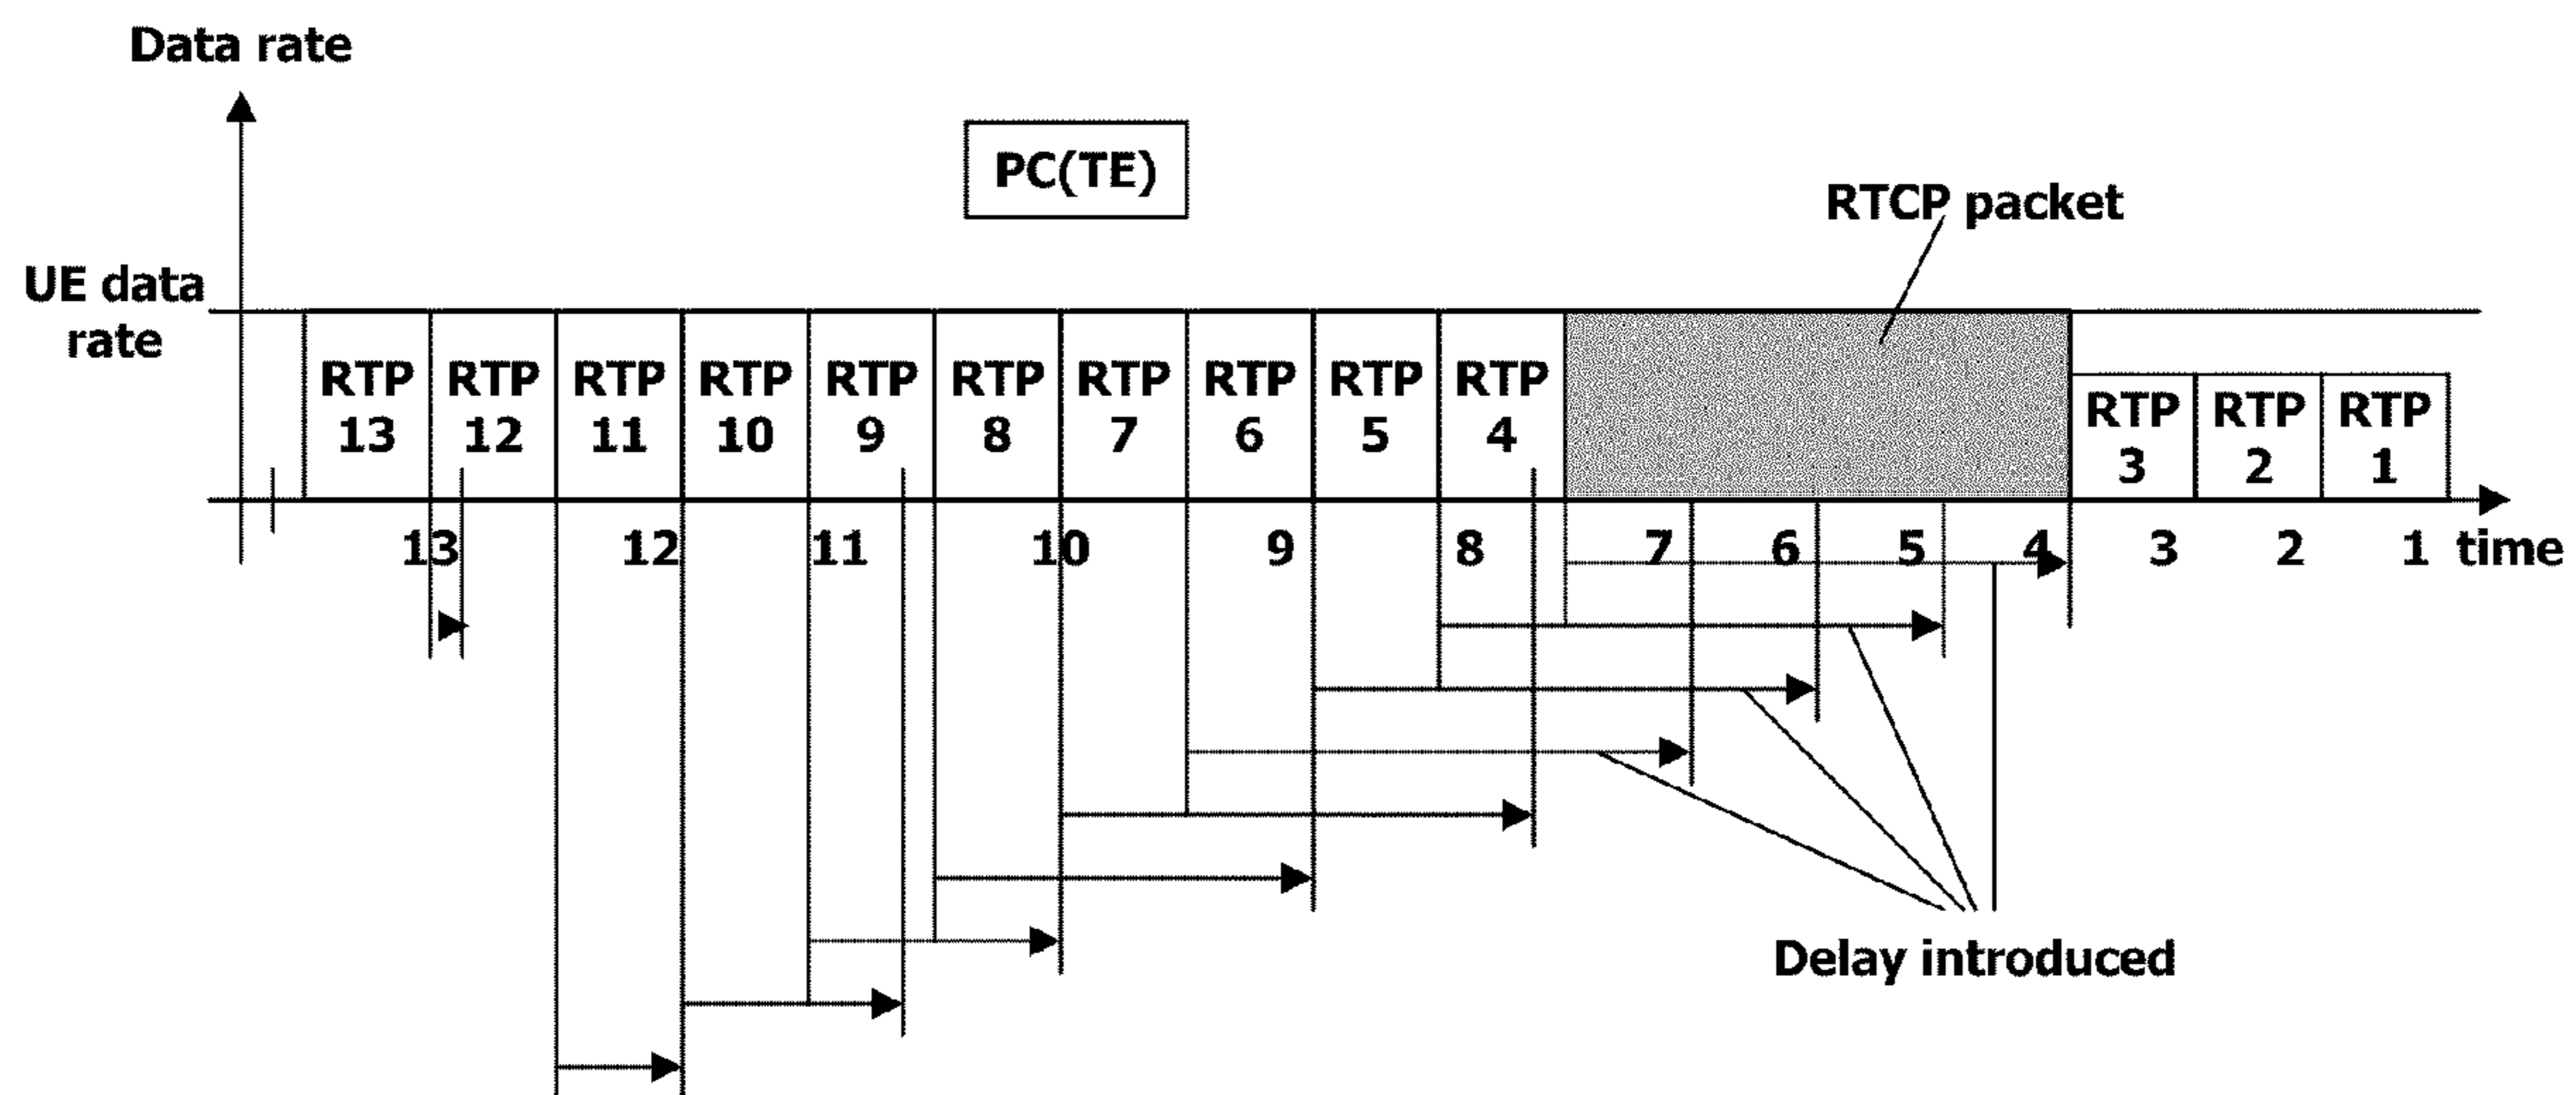 Data rate
PC(TE)
RTCP packet
UE data
rate
RTP RTP RTP RTP RTP RTP RTP RTP RTP RTP
13 12 11 10 9 8 7 6 5 4
RTP RTP RTP
3 2 1
13 12 11 10 9 8 7 6 5 4 3 2 1 time
Delay introduced